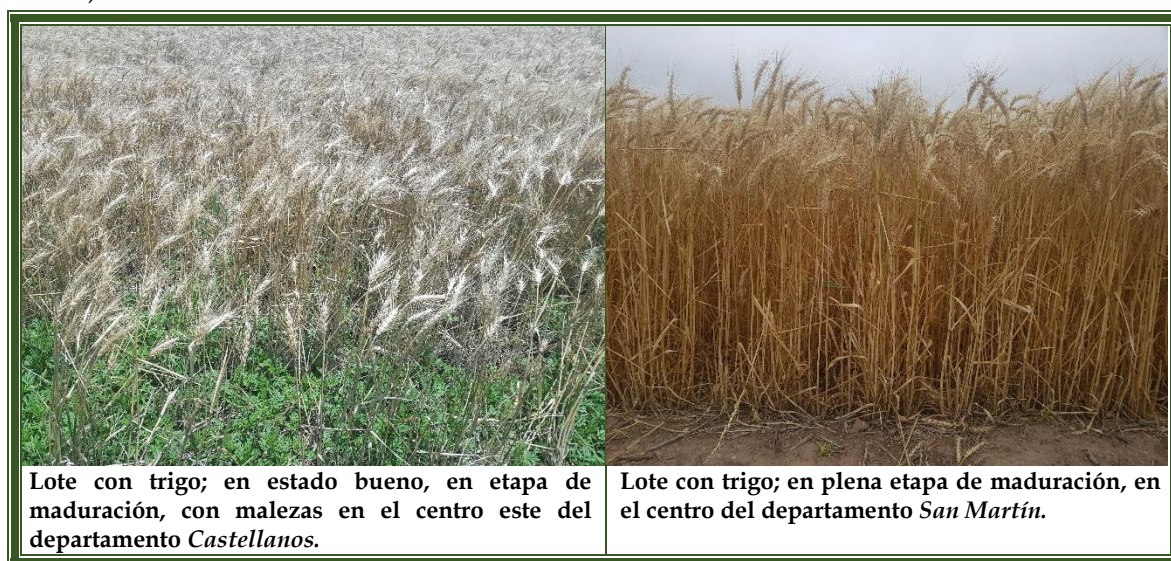 Lote con trigo; en estado bueno, en etapa de
maduración, con malezas en el centro este del
departamento Castellanos.
Lote con trigo; en plena etapa de maduración, en
el centro del departamento San Martín.